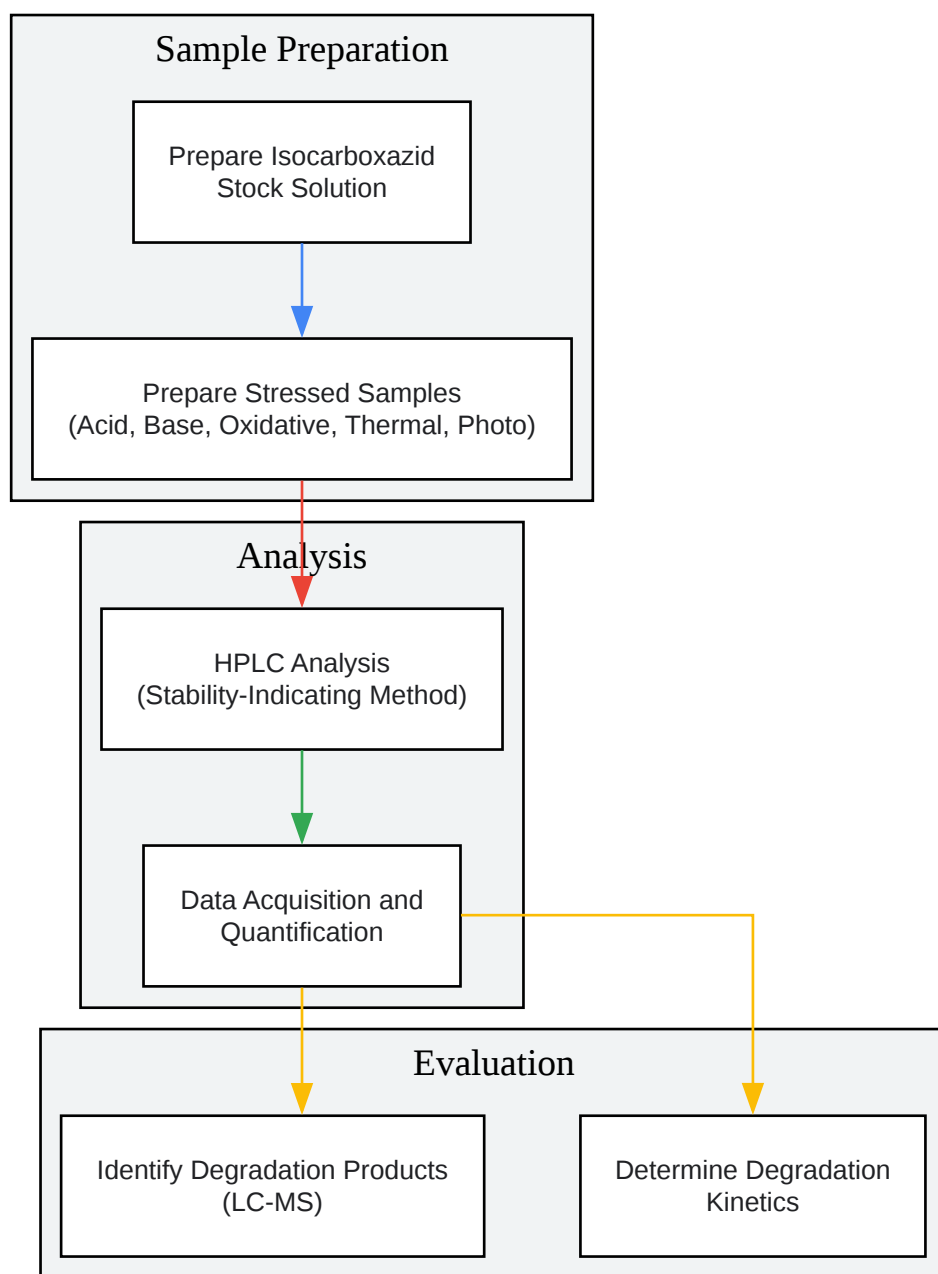 Sample Preparation
Prepare Isocarboxazid
Stock Solution
Prepare Stressed Samples
(Acid, Base, Oxidative, Thermal, Photo)
Analysis
HPLC Analysis
(Stability-Indicating Method)
Data Acquisition and
Quantification
Evaluation
Identify Degradation Products
(LC-MS)
Determine Degradation
Kinetics